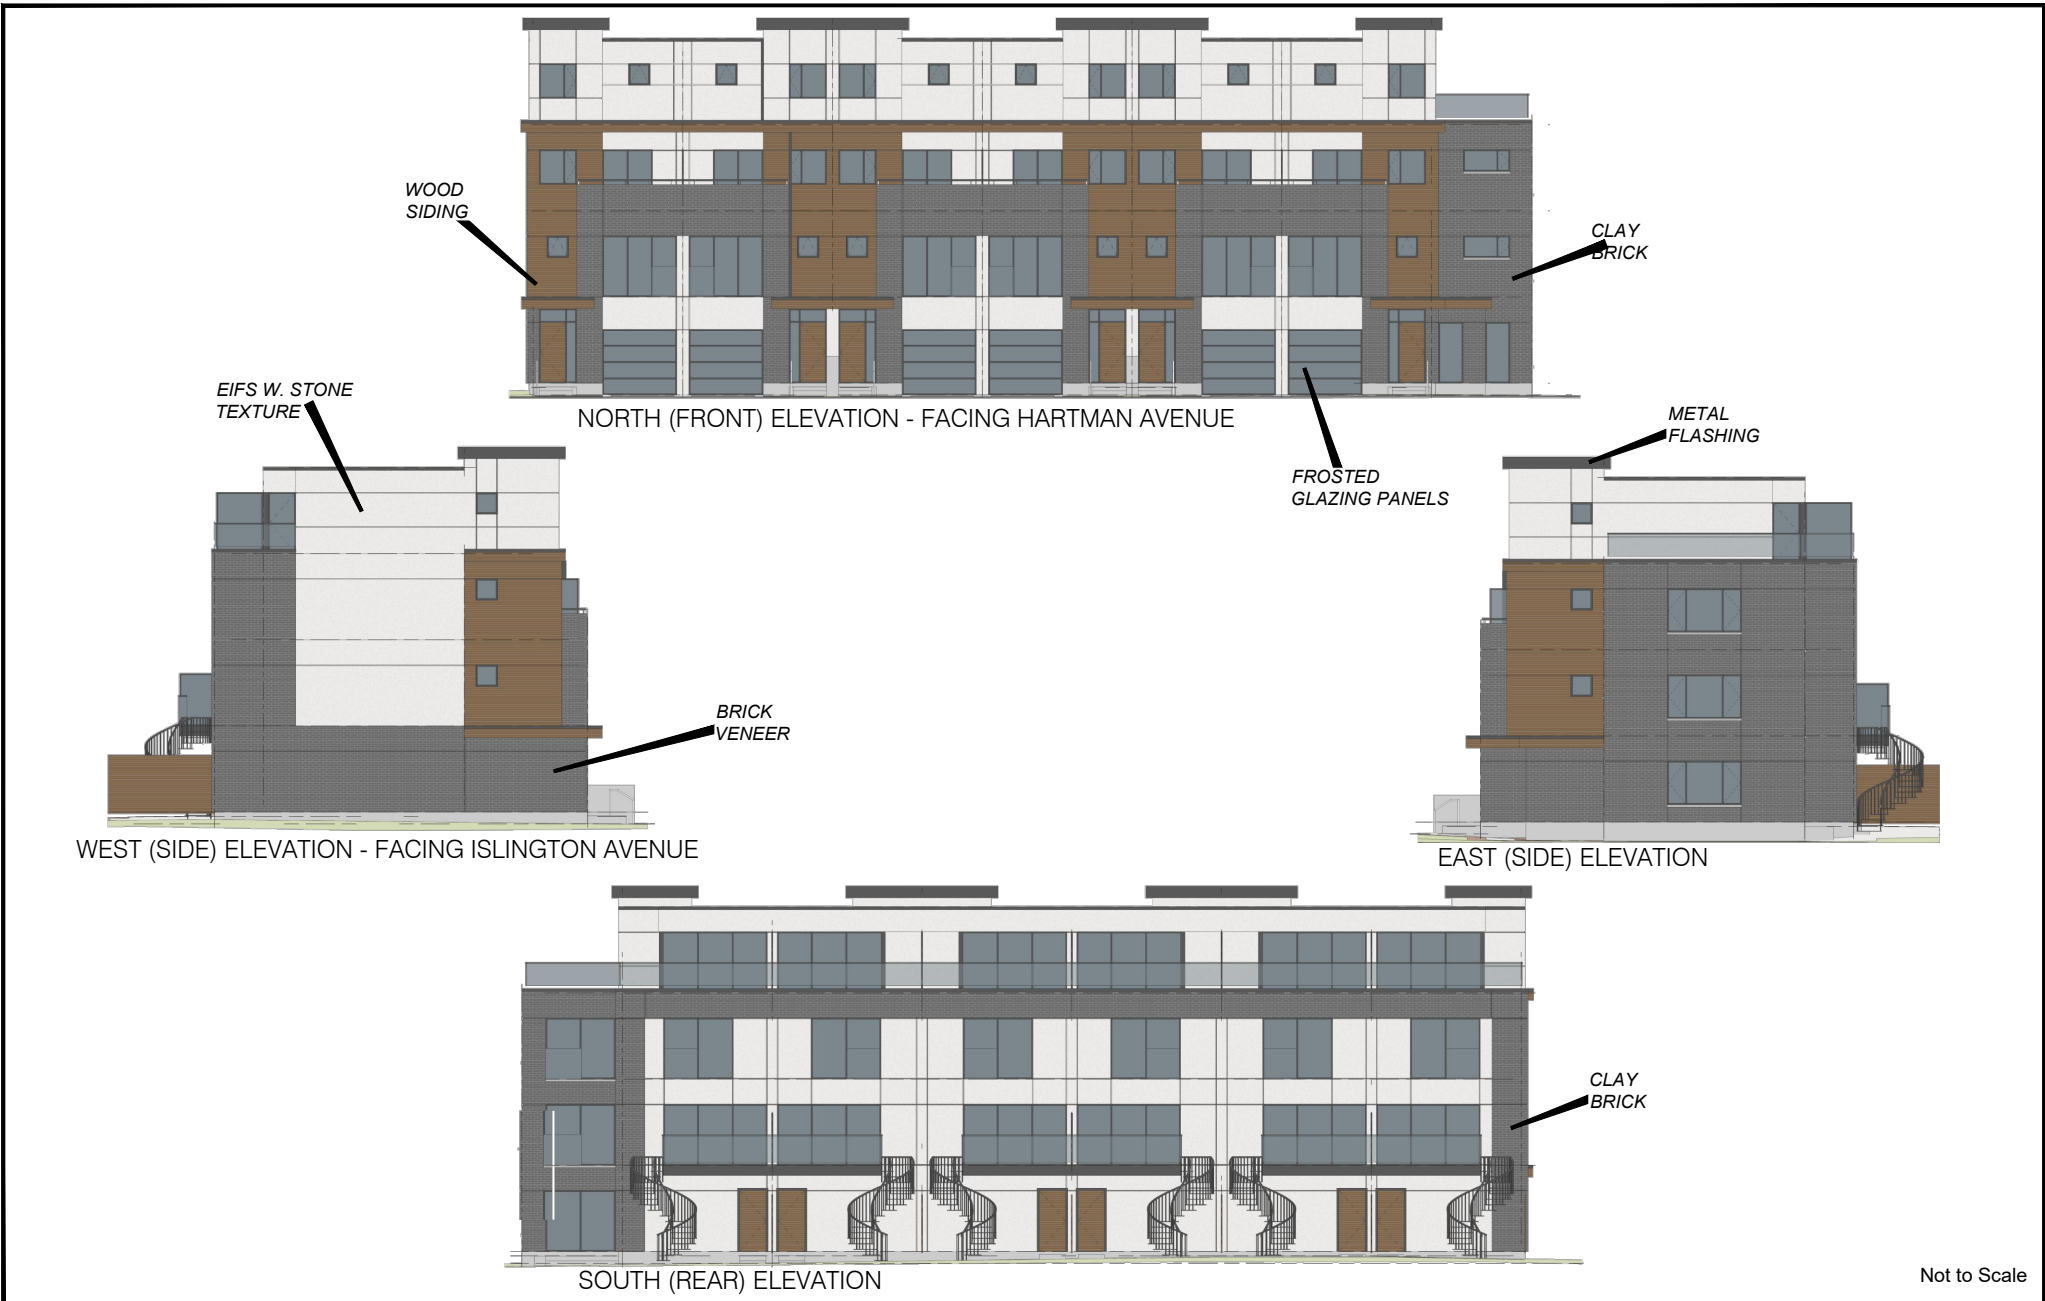 WOOD
SIDING
CLAY
BRICK
EIFS W. STONE
TEXTURE
NORTH (FRONT) ELEVATION - FACING HARTMAN AVENUE
METAL
FLASHING
FROSTED
GLAZING PANELS
BRICK
VENEER
WEST (SIDE) ELEVATION - FACING ISLINGTON AVENUE
EAST (SIDE) ELEVATION
CLAY
BRICK
SOUTH (REAR) ELEVATION
Not to Scale